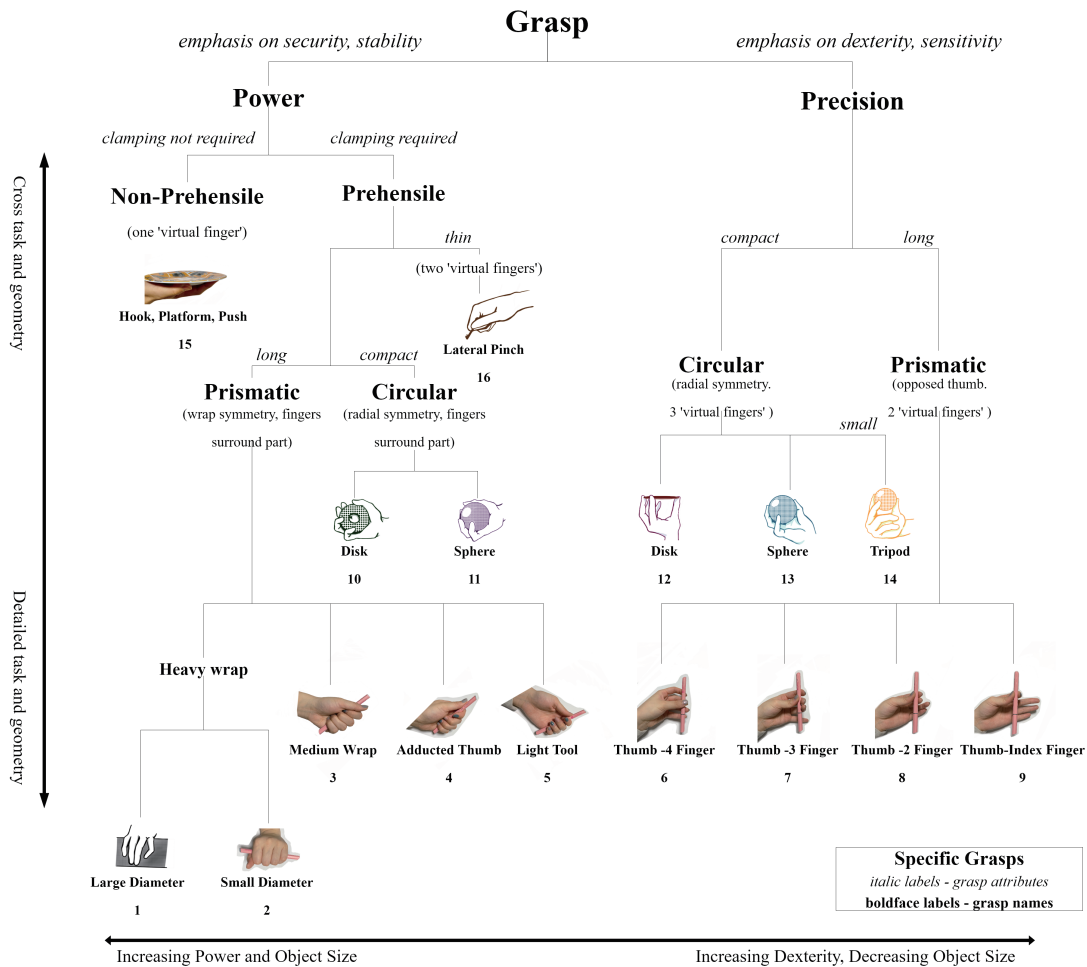 Grasp
emphasis on security, stability
emphasis on dexterity, sensitivity
Power
Precision
clamping not required
clamping required
Cross task and geometry
Non-Prehensile
(one 'virtual finger')
Prehensile
thin
(two 'virtual fingers')
compact
long
Hook, Platform, Push
15
Lateral Pinch
16
long
compact
Prismatic
(wrap symmetry, fingers
surround part)
Circular
(radial symmetry, fingers
surround part)
Circular
(radial symmetry.
3 'virtual fingers' )
Prismatic
(opposed thumb.
2 'virtual fingers' )
small
Disk
10
Sphere
11
Disk
12
Sphere
13
Tripod
14
Detailed task and geometry
Heavy wrap
Medium Wrap
3
Adducted Thumb
4
Light Tool
5
Thumb -4 Finger
6
Thumb -3 Finger
7
Thumb -2 Finger
8
Thumb-Index Finger
9
Large Diameter
1
Small Diameter
2
Specific Grasps
italic labels - grasp attributes
boldface labels - grasp names
Increasing Power and Object Size
Increasing Dexterity, Decreasing Object Size